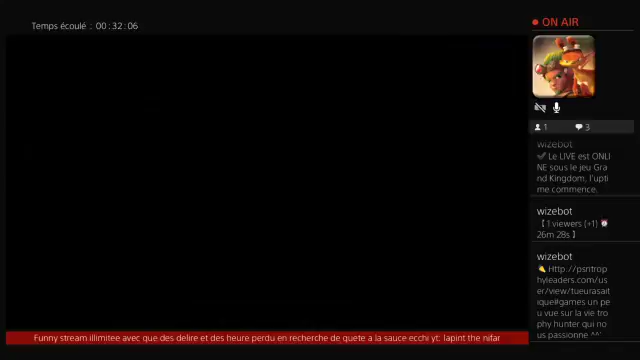 Temps écoulé : 00:32:06
ON AIR
1
3
wizebot
Le LIVE est ONLI
NE sous le jeu Gra
nd Kingdom, l'upti
me commence.
wizebot
[ 1 viewers (+1)
26m 28s ]
wizebot
Http://psntrop
hyleaders.com/us
er/view/tueurasait
ique#games un pe
u vue sur la vie tro
phy hunter qui no
us passionne ^^
Funny stream illimitee avec que des delire et des heure perdu en recherche de quete a la sauce ecchi yt: lapint the nifar